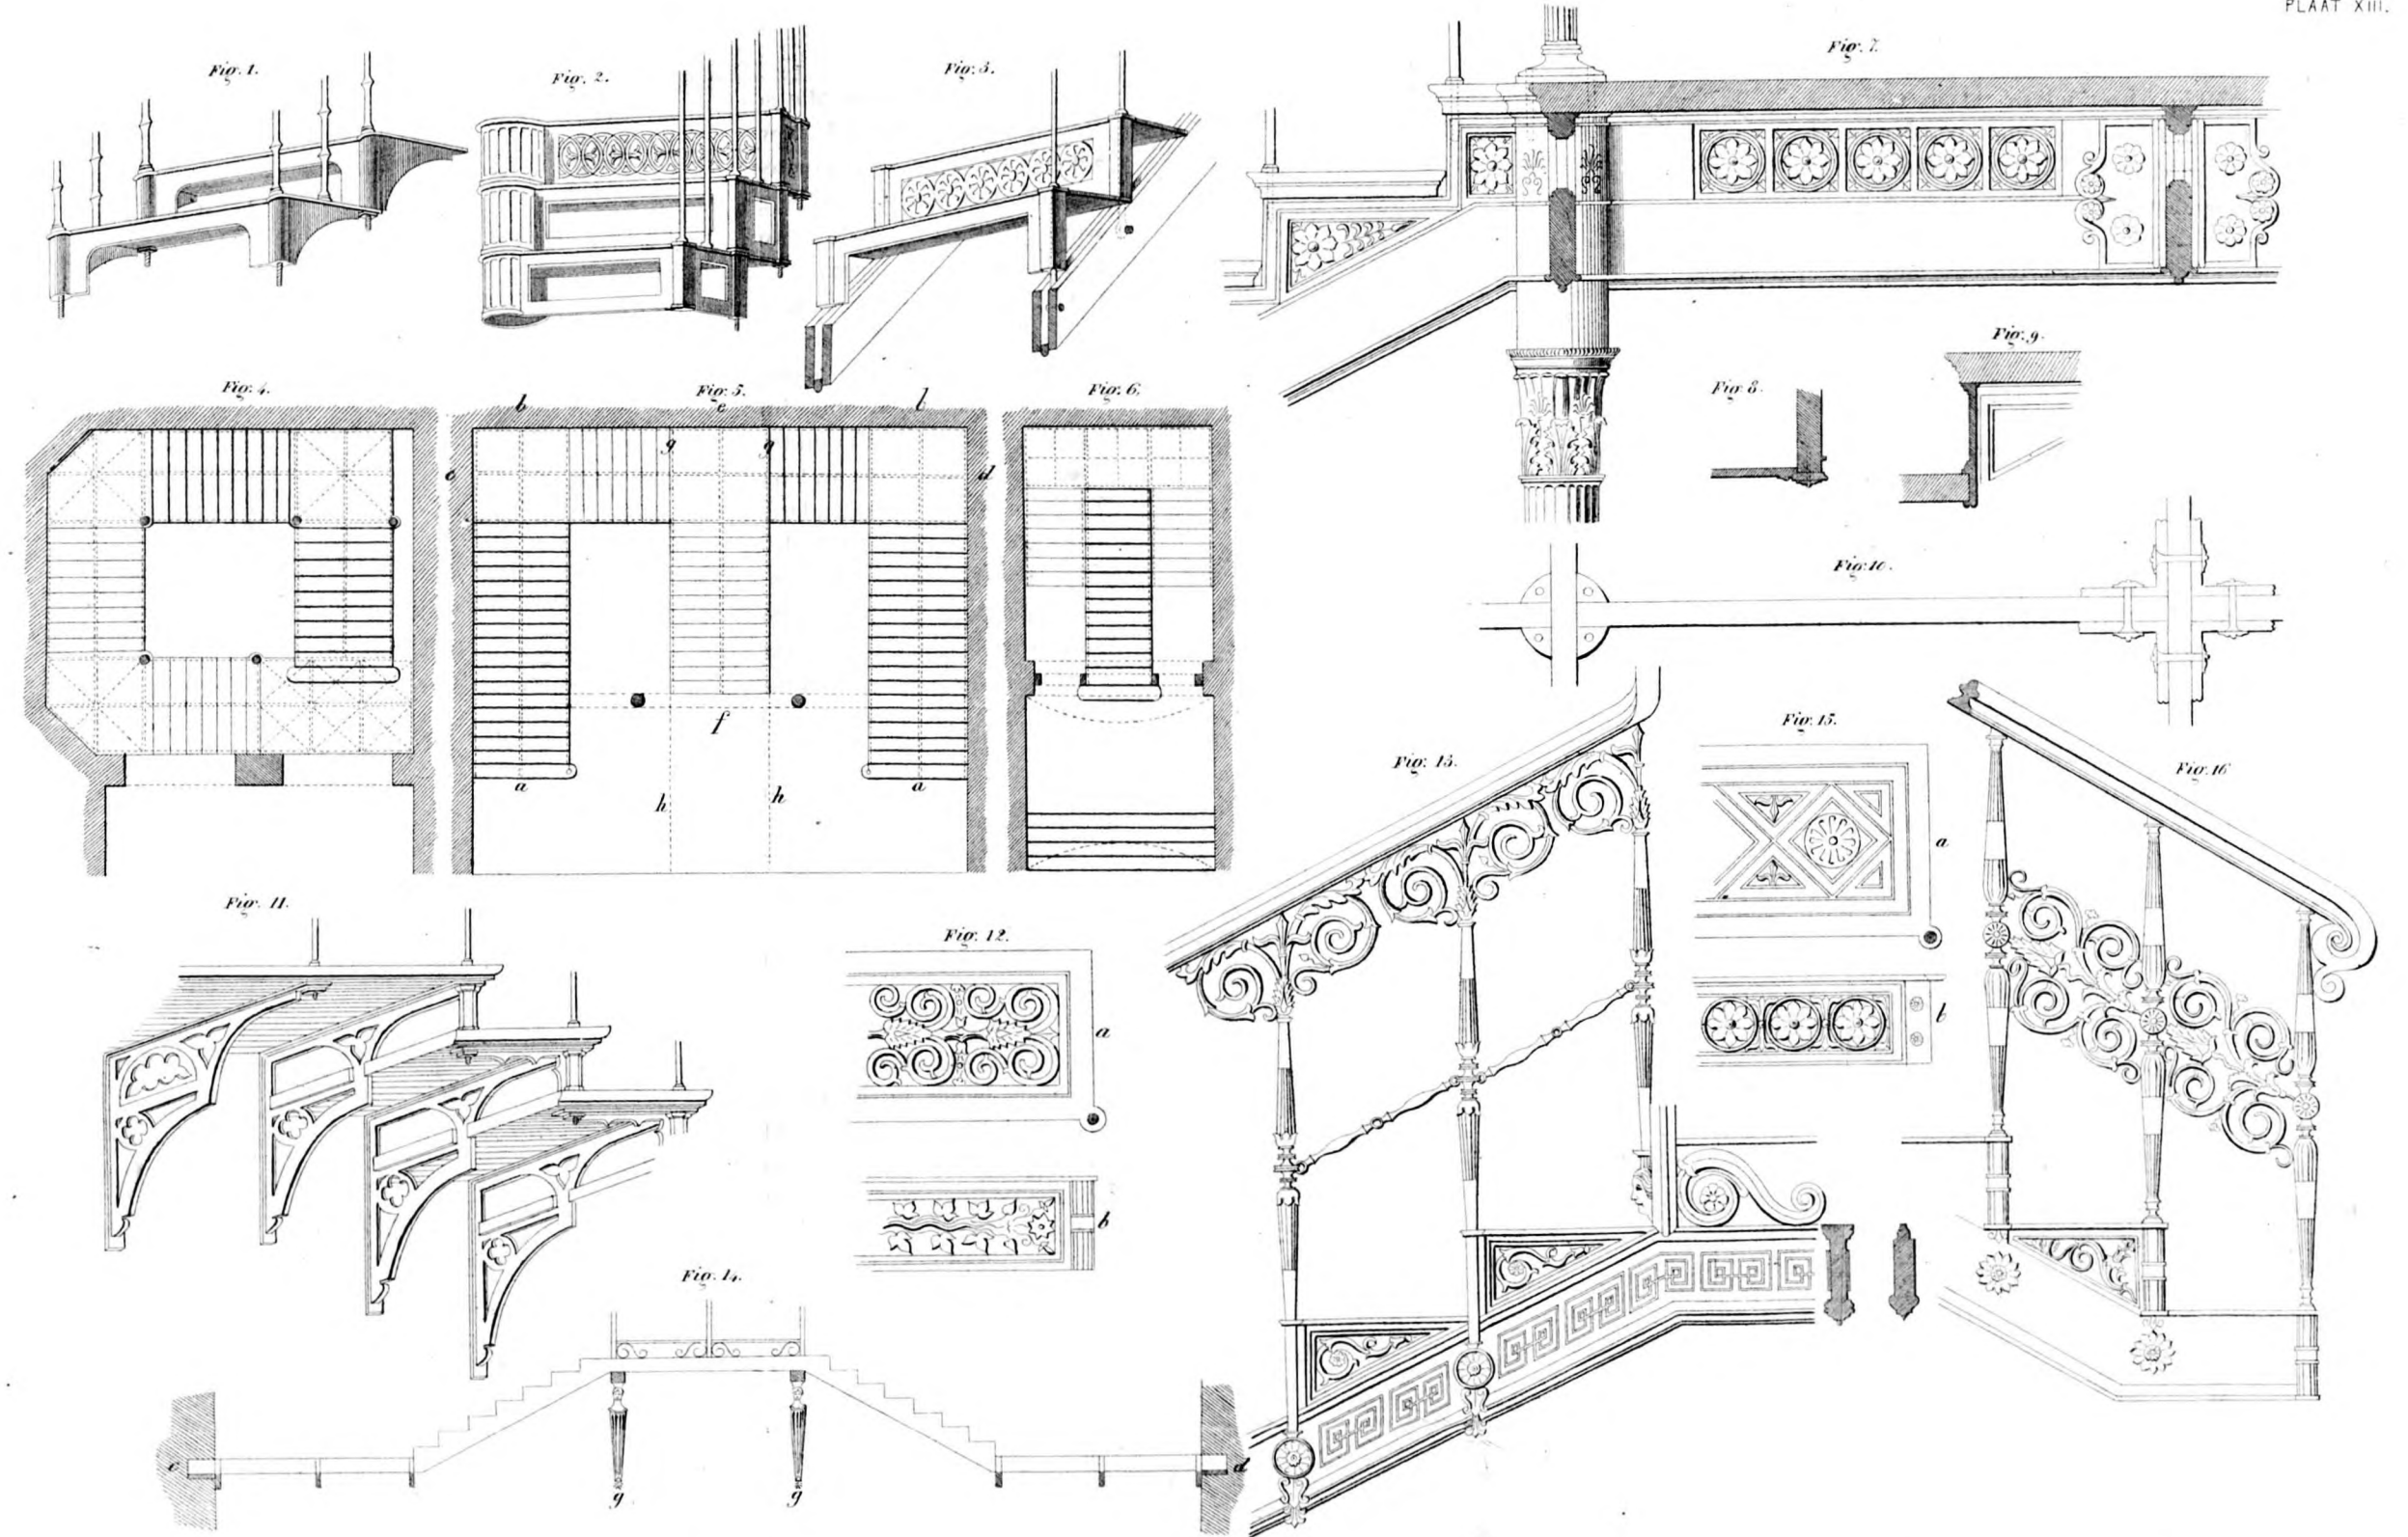 PLAAT XIII.
Fig. 1.
Fig. 2.
Fig. 3.
Fig. 7.
Fig. 4.
Fig. 5.
Fig. 6.
b
e
l
g
g
c
d
f
h
h
a
a
Fig. 8.
Fig. 9.
Fig. 10.
Fig. 11.
Fig. 12.
a
b
Fig. 13.
Fig. 15.
a
b
Fig. 16
Fig. 14.
c
d
g
g